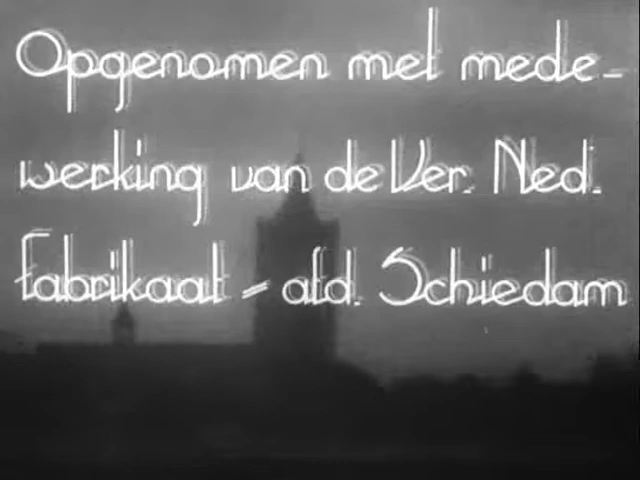 Opgenomen met mede-
werking van de Ver. Ned.
Fabrikaat - afd. Schiedam